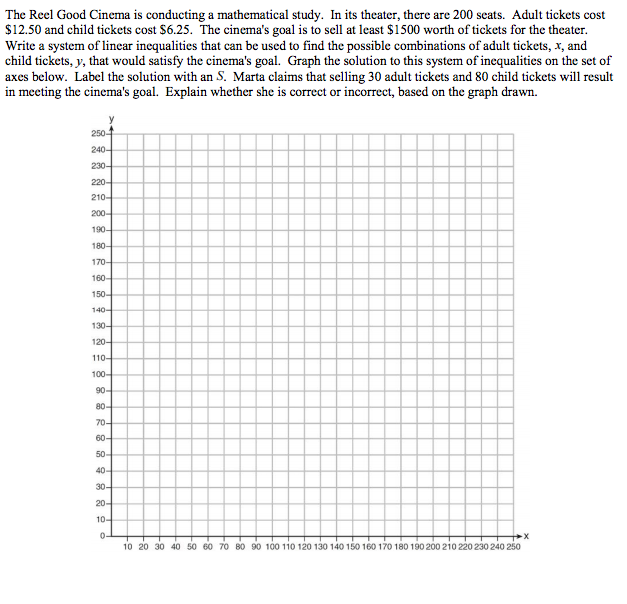 The Reel Good Cinema is conducting a mathematical study. In its theater, there are 200 seats. Adult tickets cost
$12.50 and child tickets cost $6.25. The cinema's goal is to sell at least $1500 worth of tickets for the theater.
Write a system of linear inequalities that can be used to find the possible combinations of adult tickets, x, and
child tickets, y, that would satisfy the cinema's goal. Graph the solution to this system of inequalities on the set of
axes below. Label the solution with an S. Marta claims that selling 30 adult tickets and 80 child tickets will result
in meeting the cinema's goal. Explain whether she is correct or incorrect, based on the graph drawn.
y
250
240
230
220
210
200
190
180
170
160
150
140
130
120
110
100
90
80
70
60
50
40
30
20
10
0
x
10 20 30 40 50 60 70 80 90 100 110 120 130 140 150 160 170 180 190 200 210 220 230 240 250